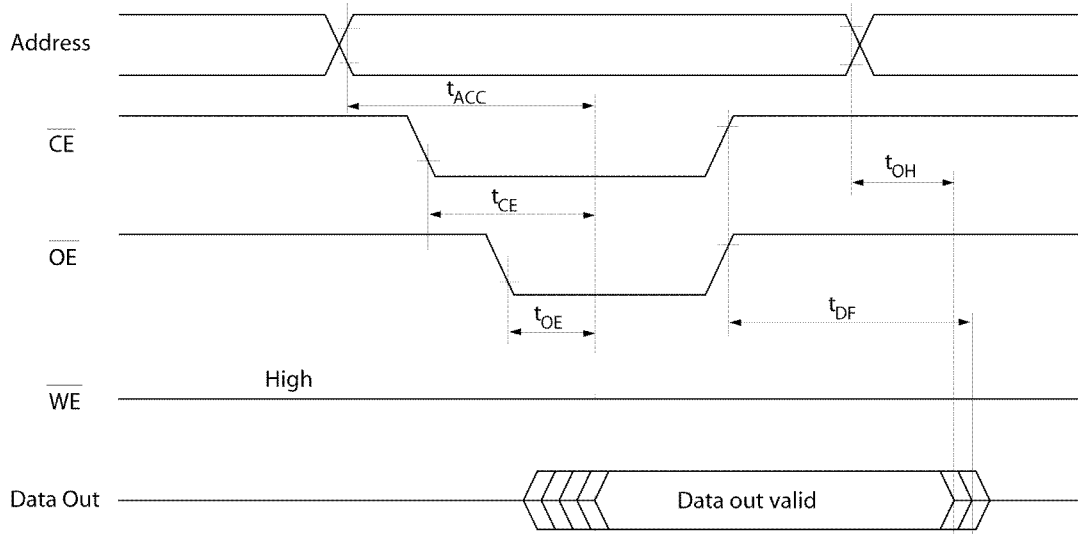 Address
tACC
CE
tOH
tCE
OE
tOE
tDF
High
WE
Data Out
Data out valid